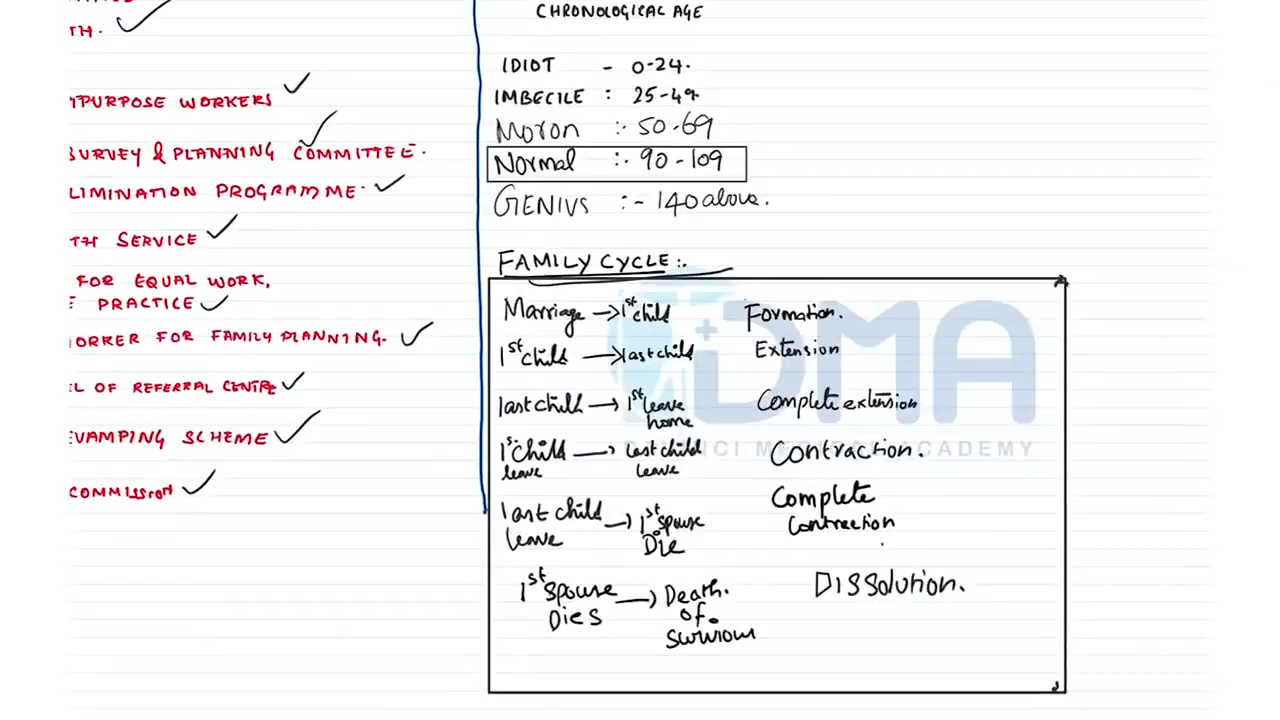 TH.
PURPOSE WORKERS
SURVEY & PLANNING COMMITTEE.
LIMINATION PROGRAMME.
TH SERVICE
FOR EQUAL WORK,
E PRACTICE
WORKER FOR FAMILY PLANNING.
EL OF REFERRAL CENTRE
EVAMPING SCHEME
COMMISSION
CHRONOLOGICAL AGE
IDIOT - 0-24.
IMBECILE : 25-49
Moron :- 50-69
Normal :- 90-109
GENIUS :- 140 above.
FAMILY CYCLE :-
Marriage → 1st child Formation.
1st child → last child Extension
last child → 1st leave home Complete extension
1st child leave → last child leave Contraction.
last child leave → 1st spouse Die Complete Contraction
1st spouse Dies → Death. of. Dissolution.
DMA
NCI MEDICAL ACADEMY